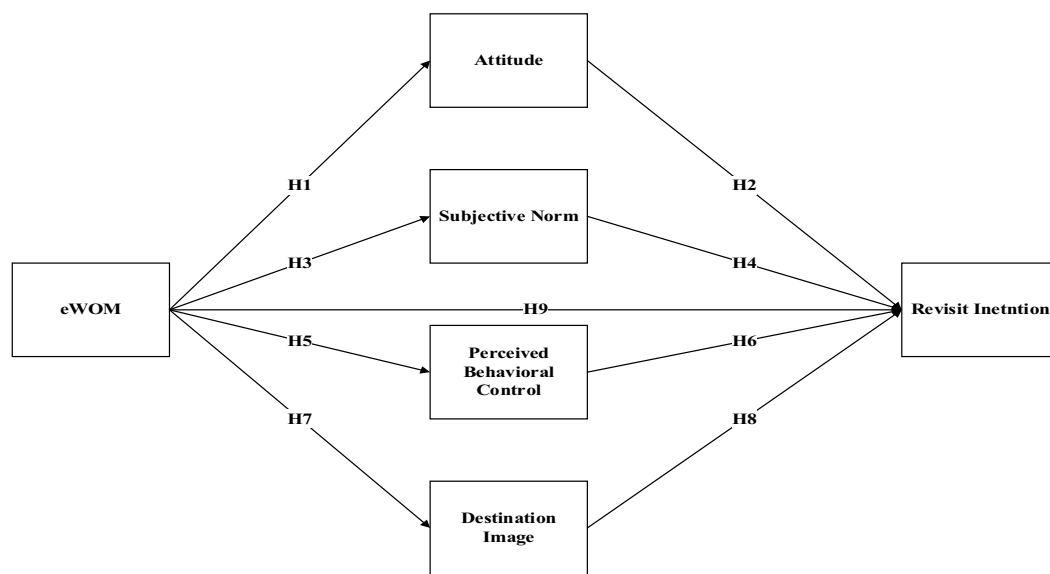 Attitude
H1
H2
Subjective Norm
H3
H4
eWOM
H9
Revisit Inetntion
H5
Perceived
Behavioral
Control
H6
H7
H8
Destination
Image